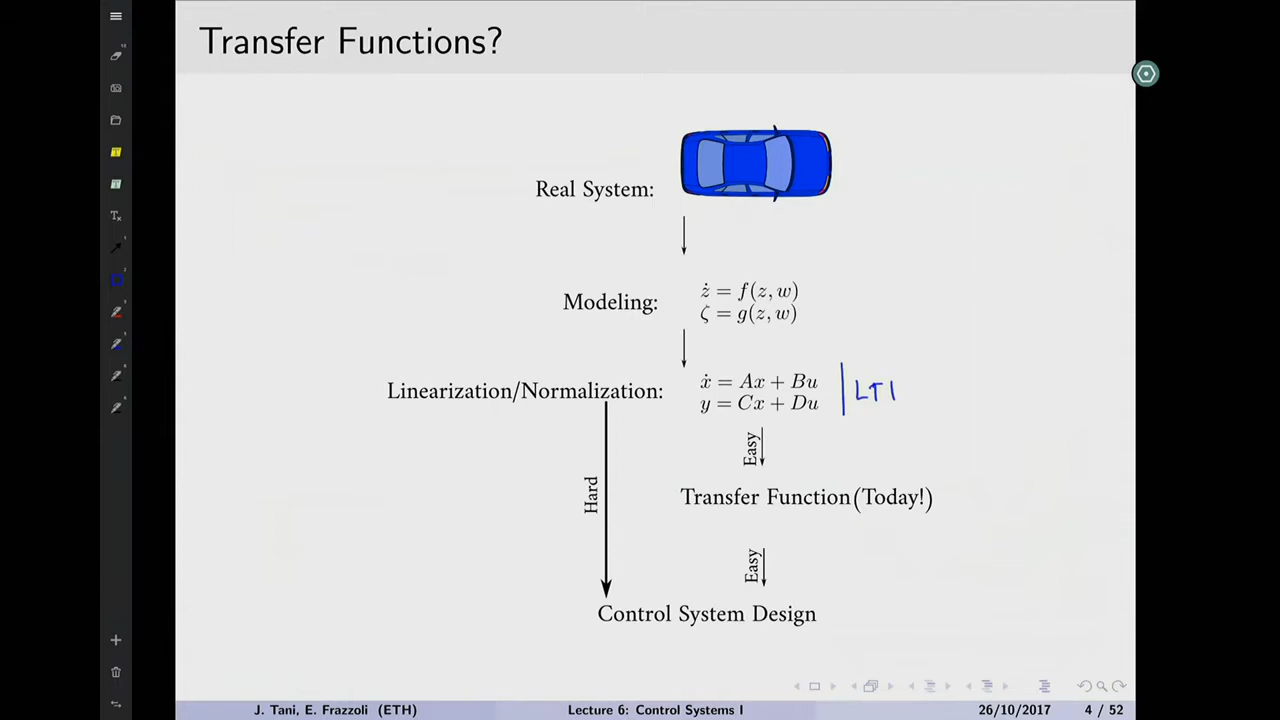 Transfer Functions?
Real System:
Modeling:
ż = f(z, w)
ζ = g(z, w)
Linearization/Normalization:
ẋ = Ax + Bu
y = Cx + Du
LTI
Easy
Transfer Function(Today!)
Hard
Easy
Control System Design
J. Tani, E. Frazzoli (ETH)
Lecture 6: Control Systems I
26/10/2017
4 / 52